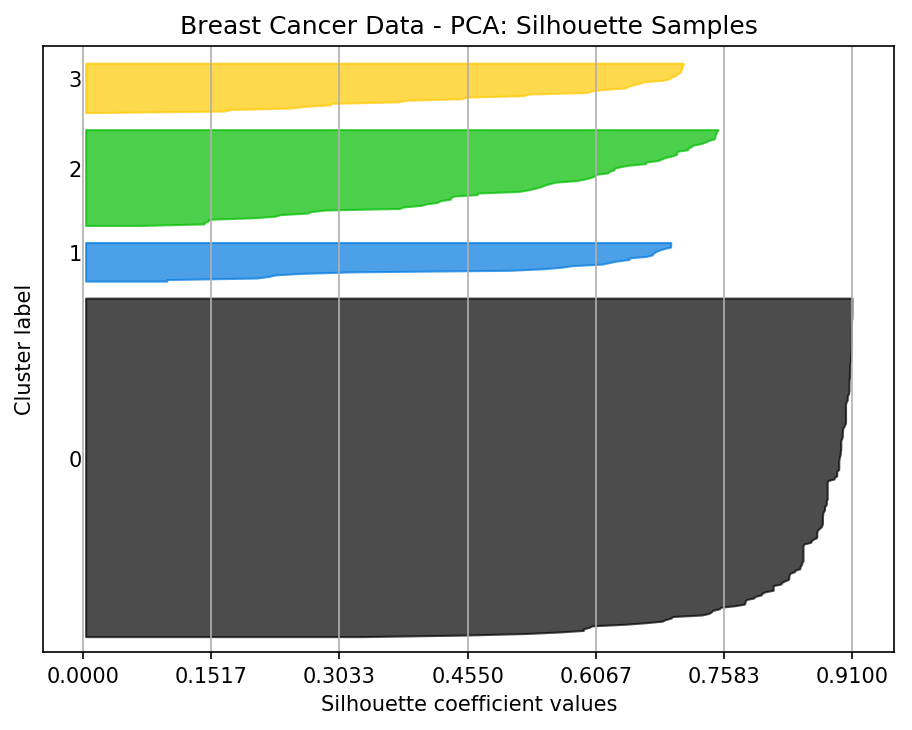 Breast Cancer Data - PCA: Silhouette Samples
3
2
1
0
Cluster label
0.0000 0.1517 0.3033 0.4550 0.6067 0.7583 0.9100
Silhouette coefficient values